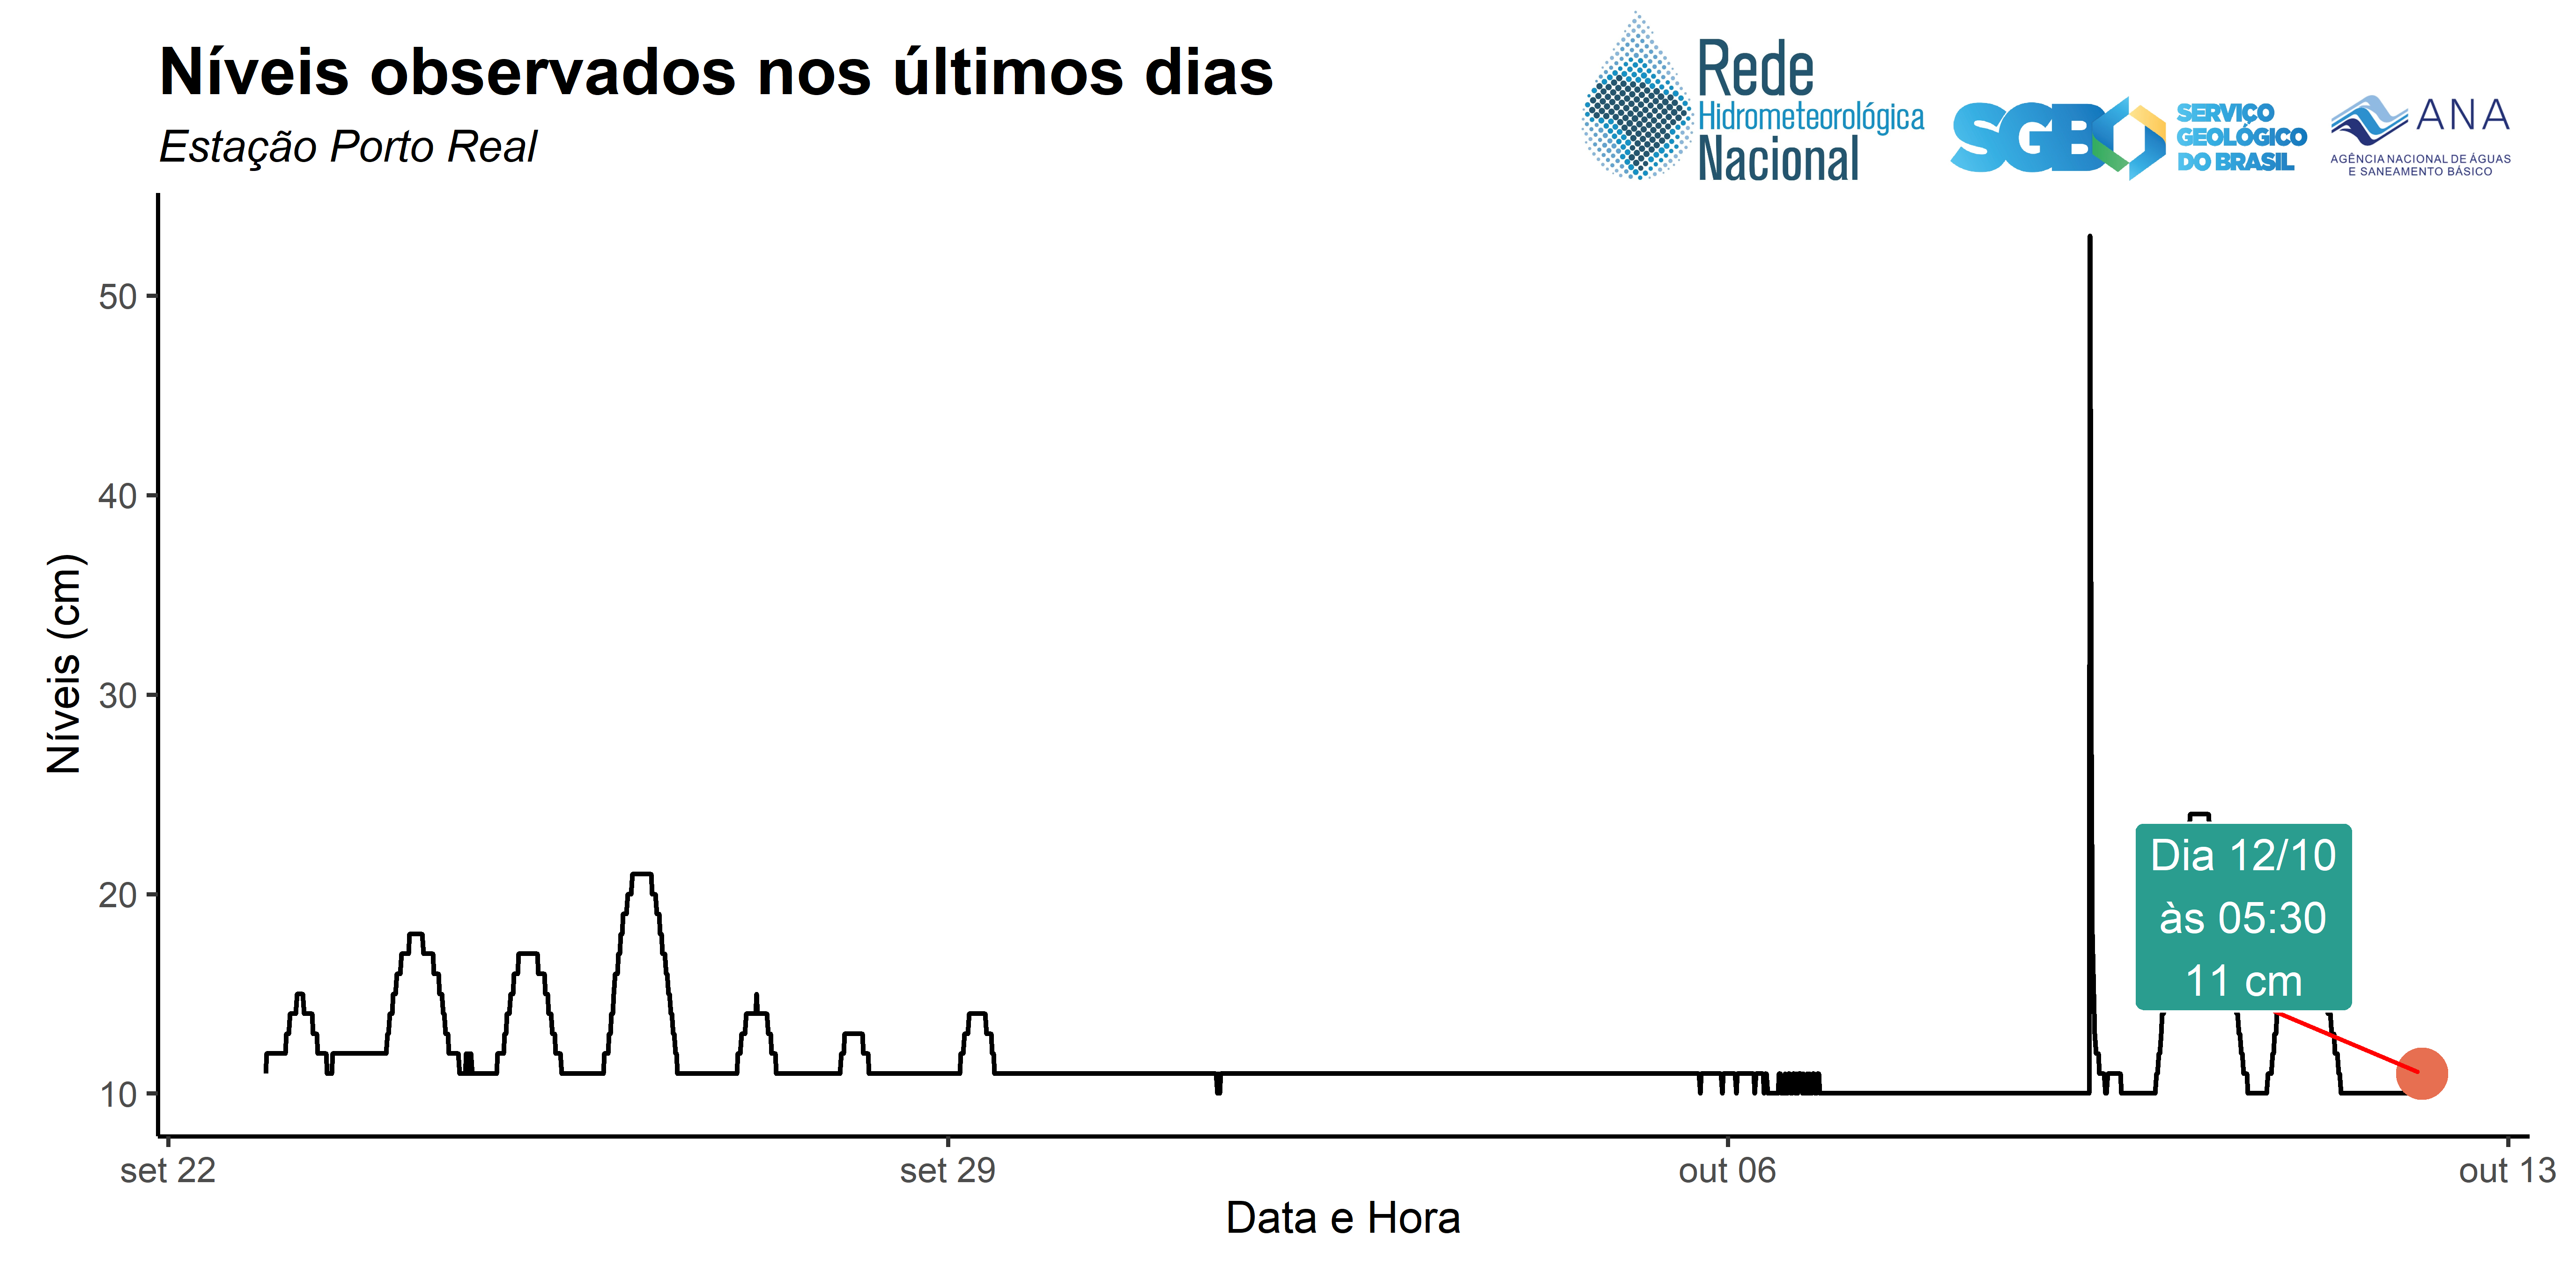 Níveis observados nos últimos dias
Estação Porto Real
Rede
Hidrometeorológica
Nacional
SGB
SERVIÇO
GEOLÓGICO
DO BRASIL
ANA
AGÊNCIA NACIONAL DE ÁGUAS
E SANEAMENTO BÁSICO
Níveis (cm)
50
40
30
20
10
Dia 12/10
às 05:30
11 cm
set 22
set 29
out 06
out 13
Data e Hora